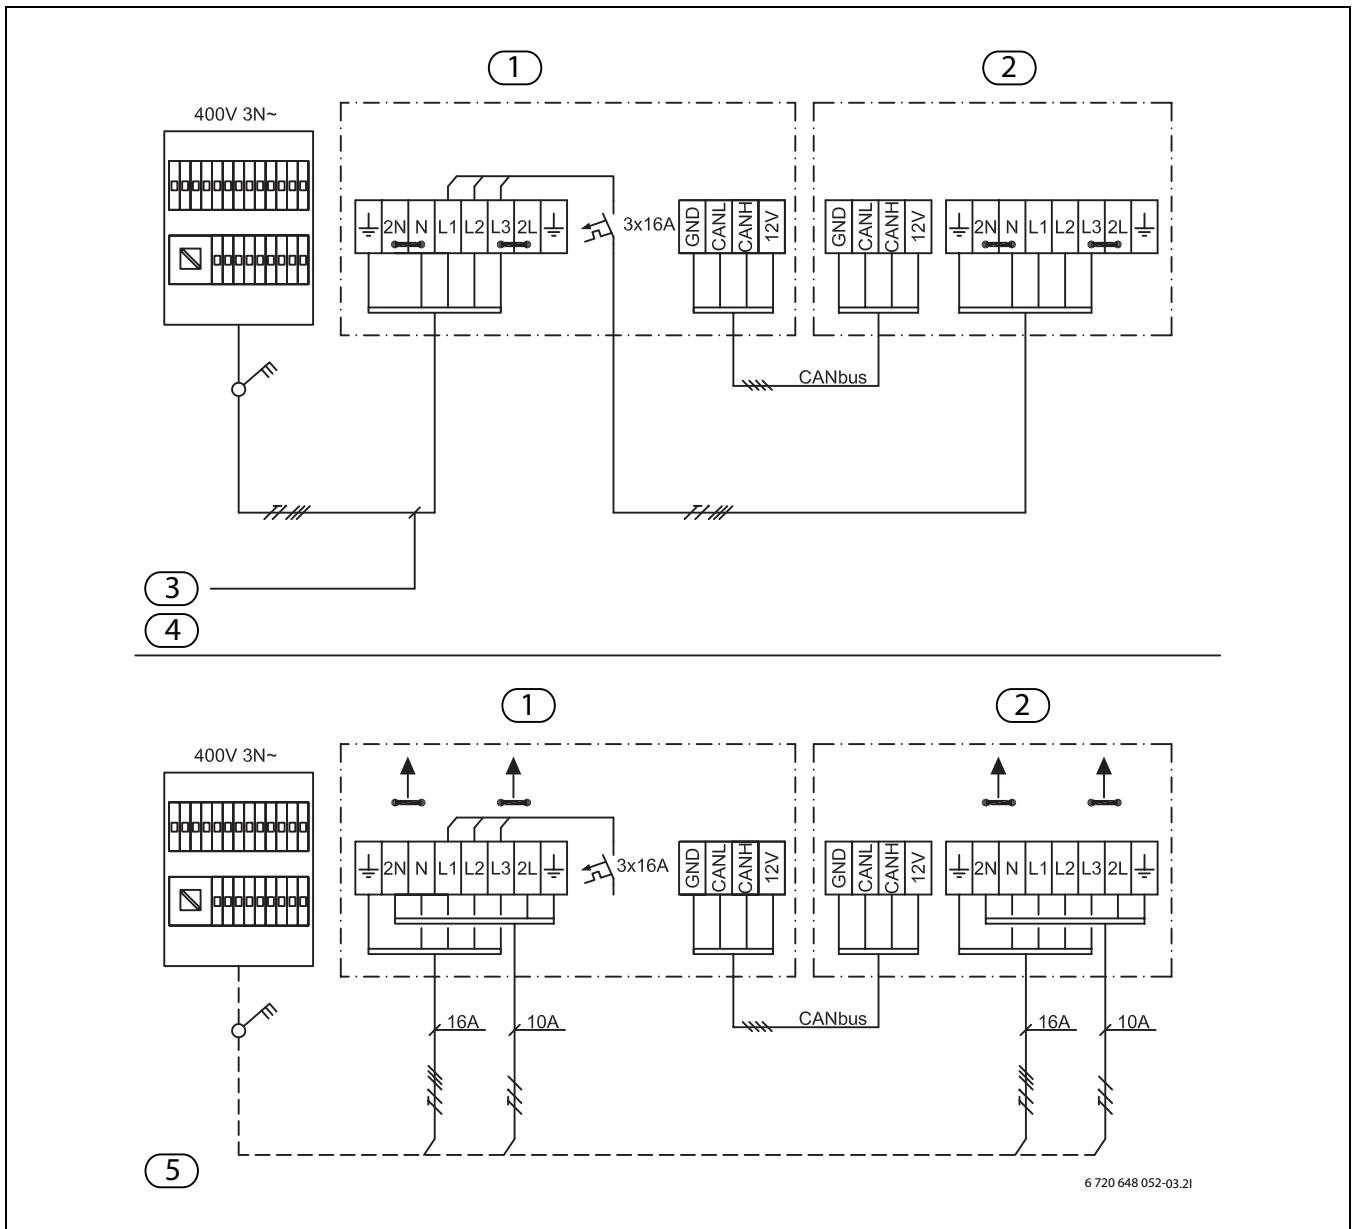 1
2
400V 3N~
2N N L1 L2 L3 2L
3x16A
GND CANL CANH 12V
GND CANL CANH 12V
2N N L1 L2 L3 2L
CANbus
3
4
1
2
400V 3N~
2N N L1 L2 L3 2L
3x16A
GND CANL CANH 12V
GND CANL CANH 12V
2N N L1 L2 L3 2L
16A
10A
CANbus
16A
10A
5
6 720 648 052-03.2I